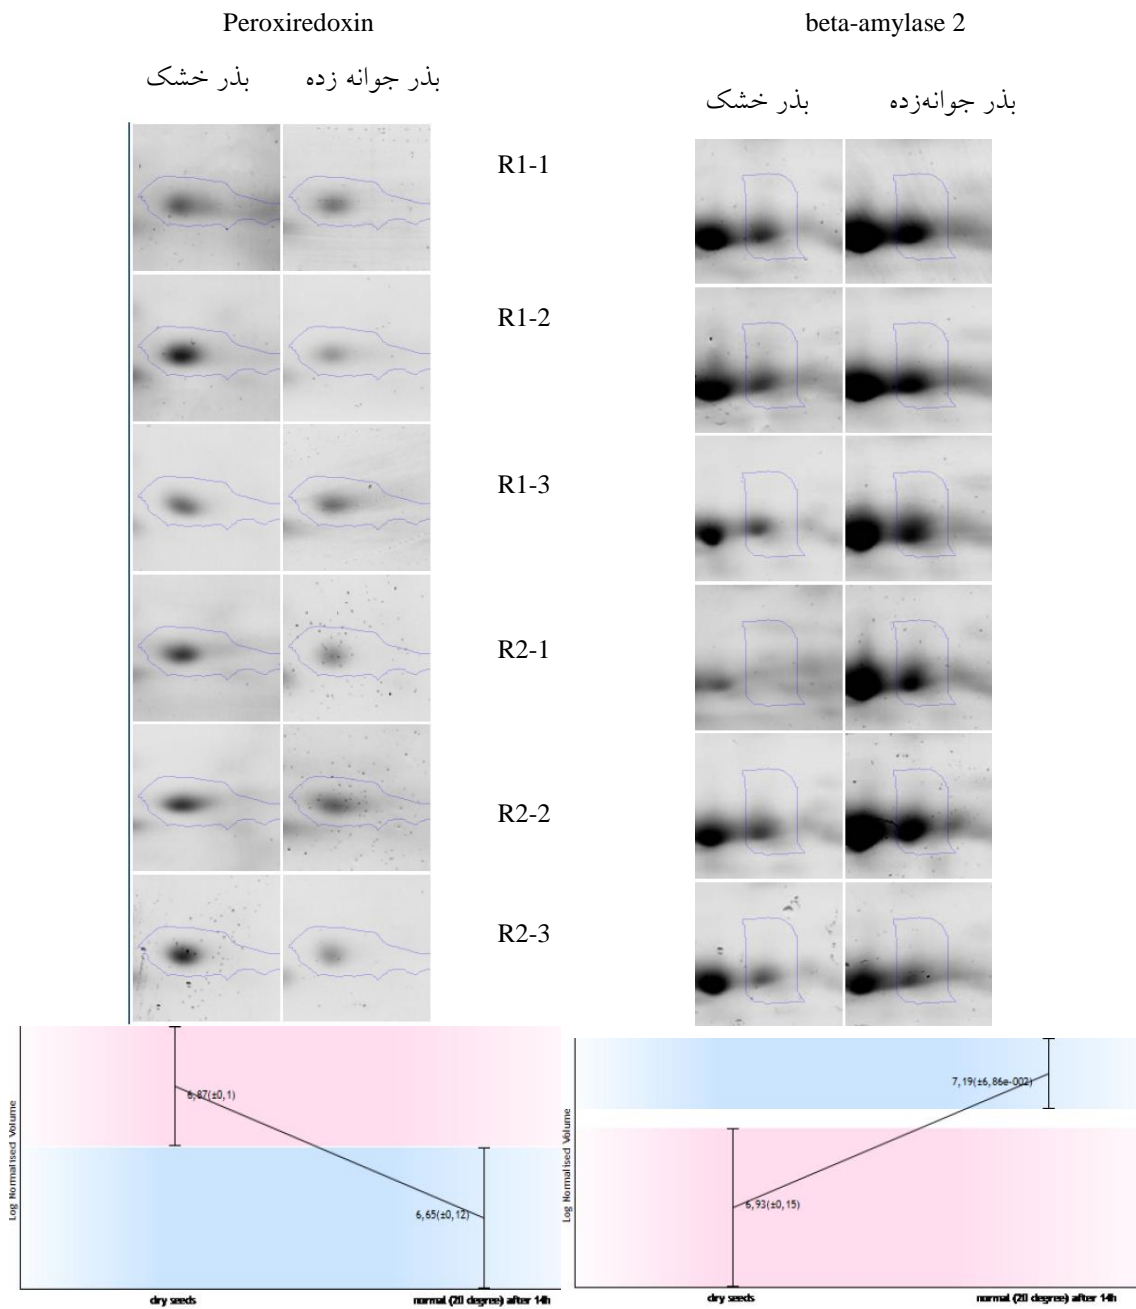 Peroxiredoxin
beta-amylase 2
بذر خشک
بذر جوانه زده
بذر خشک
بذر جوانه‌زده
R1-1
R1-2
R1-3
R2-1
R2-2
R2-3
Log Normalised Volume
6,87(±0,1)
6,65(±0,12)
dry seeds
normal (20 degree) after 14h
Log Normalised Volume
7,19(±6,86e-002)
6,93(±0,15)
dry seeds
normal (20 degree) after 14h